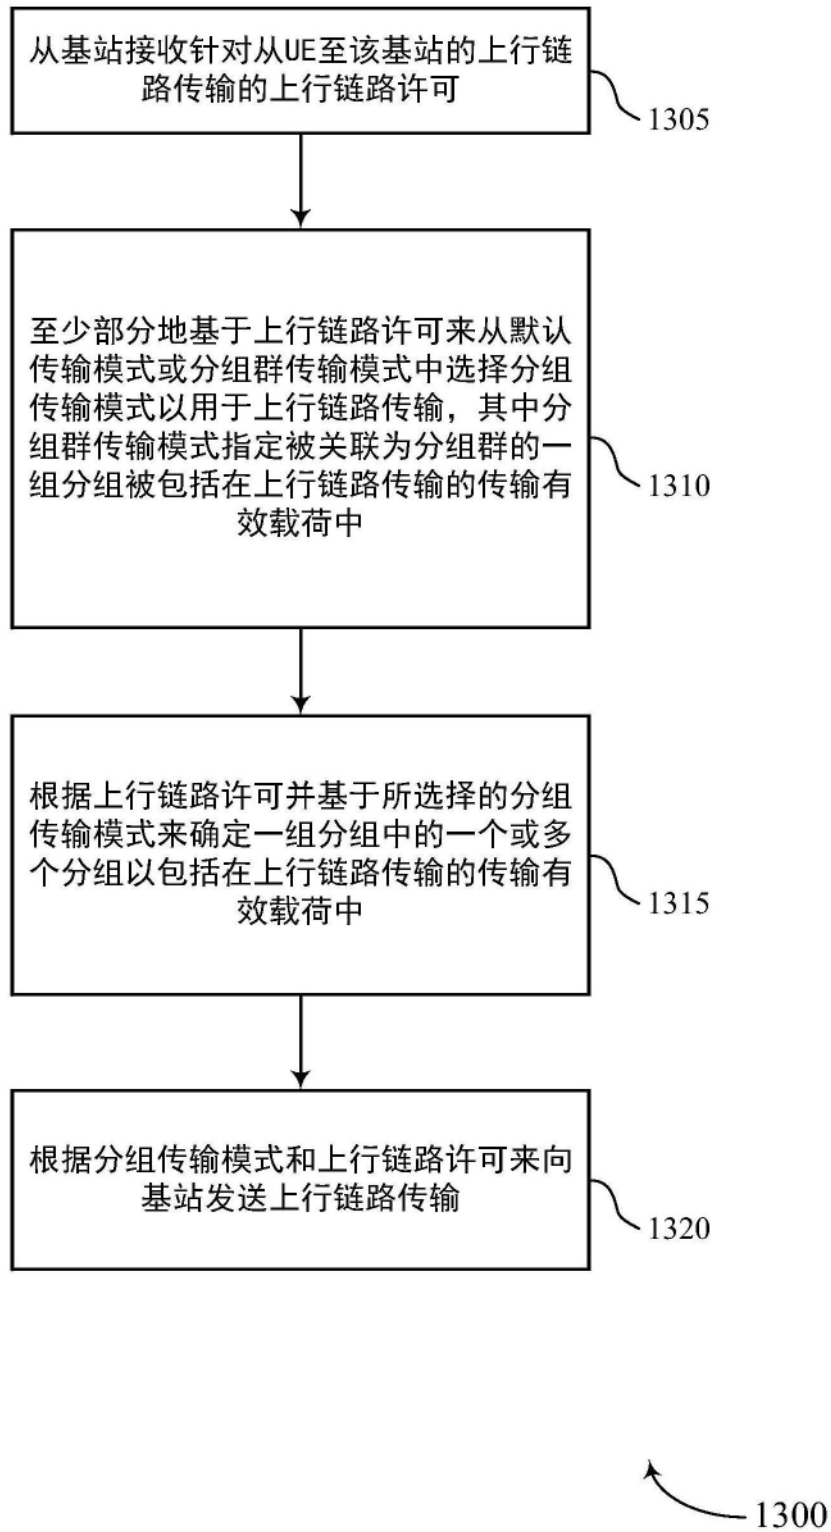 从基站接收针对从UE至该基站的上行链
路传输的上行链路许可
1305
至少部分地基于上行链路许可来从默认
传输模式或分组群传输模式中选择分组
传输模式以用于上行链路传输，其中分
组群传输模式指定被关联为分组群的一
组分组被包括在上行链路传输的传输有
效载荷中
1310
根据上行链路许可并基于所选择的分组
传输模式来确定一组分组中的一个或多
个分组以包括在上行链路传输的传输有
效载荷中
1315
根据分组传输模式和上行链路许可来向
基站发送上行链路传输
1320
1300